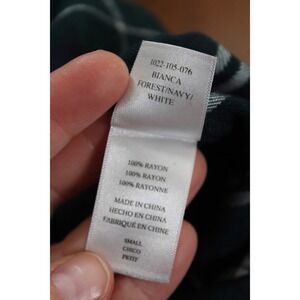 1022-105-076
BIANCA
FOREST/NAVY/
WHITE
100% RAYON
100% RAYON
100% RAYONNE
MADE IN CHINA
HECHO EN CHINA
FABRIQUÉ EN CHINE
SMALL
CHICO
PETIT